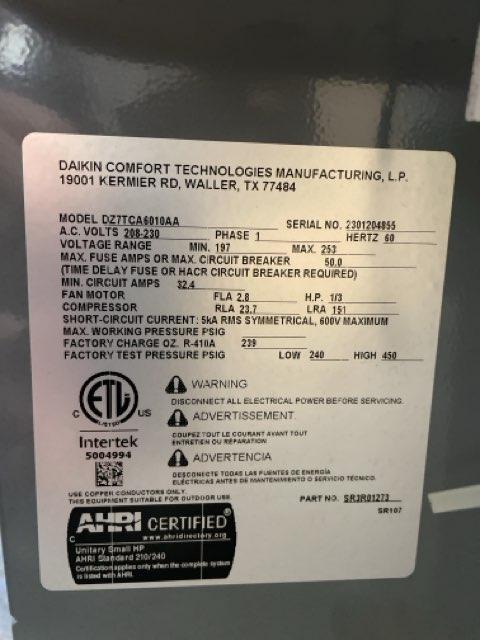 DAIKIN COMFORT TECHNOLOGIES MANUFACTURING, L.P.
19001 KERMIER RD, WALLER, TX 77484
MODEL DZ7TCA6010AA SERIAL NO. 2301204855
A.C. VOLTS 208-230 PHASE 1 HERTZ 60
VOLTAGE RANGE MIN. 197 MAX. 253
MAX. FUSE AMPS OR MAX. CIRCUIT BREAKER 50.0
(TIME DELAY FUSE OR HACR CIRCUIT BREAKER REQUIRED)
MIN. CIRCUIT AMPS 32.4
FAN MOTOR FLA 2.8 H.P. 1/3
COMPRESSOR RLA 23.7 LRA 151
SHORT-CIRCUIT CURRENT: 5kA RMS SYMMETRICAL, 600V MAXIMUM
MAX. WORKING PRESSURE PSIG
FACTORY CHARGE OZ. R-410A 239
FACTORY TEST PRESSURE PSIG LOW 240 HIGH 450
WARNING
DISCONNECT ALL ELECTRICAL POWER BEFORE SERVICING.
ADVERTISSEMENT.
COUPEZ TOUT LE COURANT AVANT TOUT
ENTRETIEN OU RÉPARATION
ADVERTENCIA
DESCONECTE TODAS LAS FUENTES DE ENERGÍA
ELÉCTRICAS ANTES DE MANTENIMIENTO O SERVICIO TÉCNICO.
C ETL US
LISTED
Intertek
5004994
USE COPPER CONDUCTORS ONLY.
THIS EQUIPMENT SUITABLE FOR OUTDOOR USE
PART NO. SR3R01273
SR107
AHRI CERTIFIED®
www.ahridirectory.org
C
Unitary Small HP
AHRI Standard 210/240
Certification applies only when the complete system
is listed with AHRI.